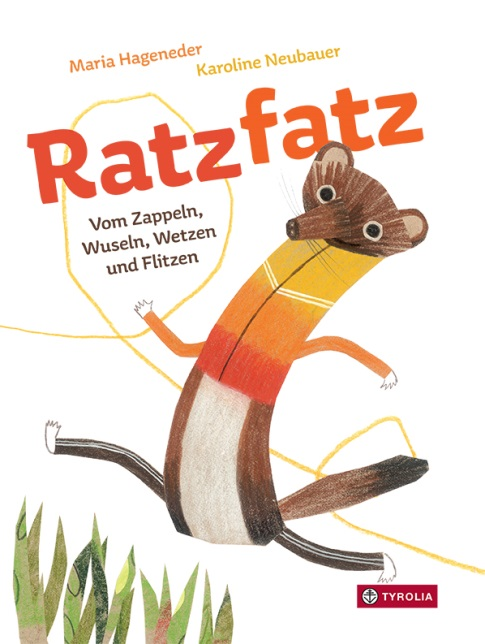 Maria Hageneder
Karoline Neubauer
Ratzfatz
Vom Zappeln,
Wuseln, Wetzen
und Flitzen
TYROLIA